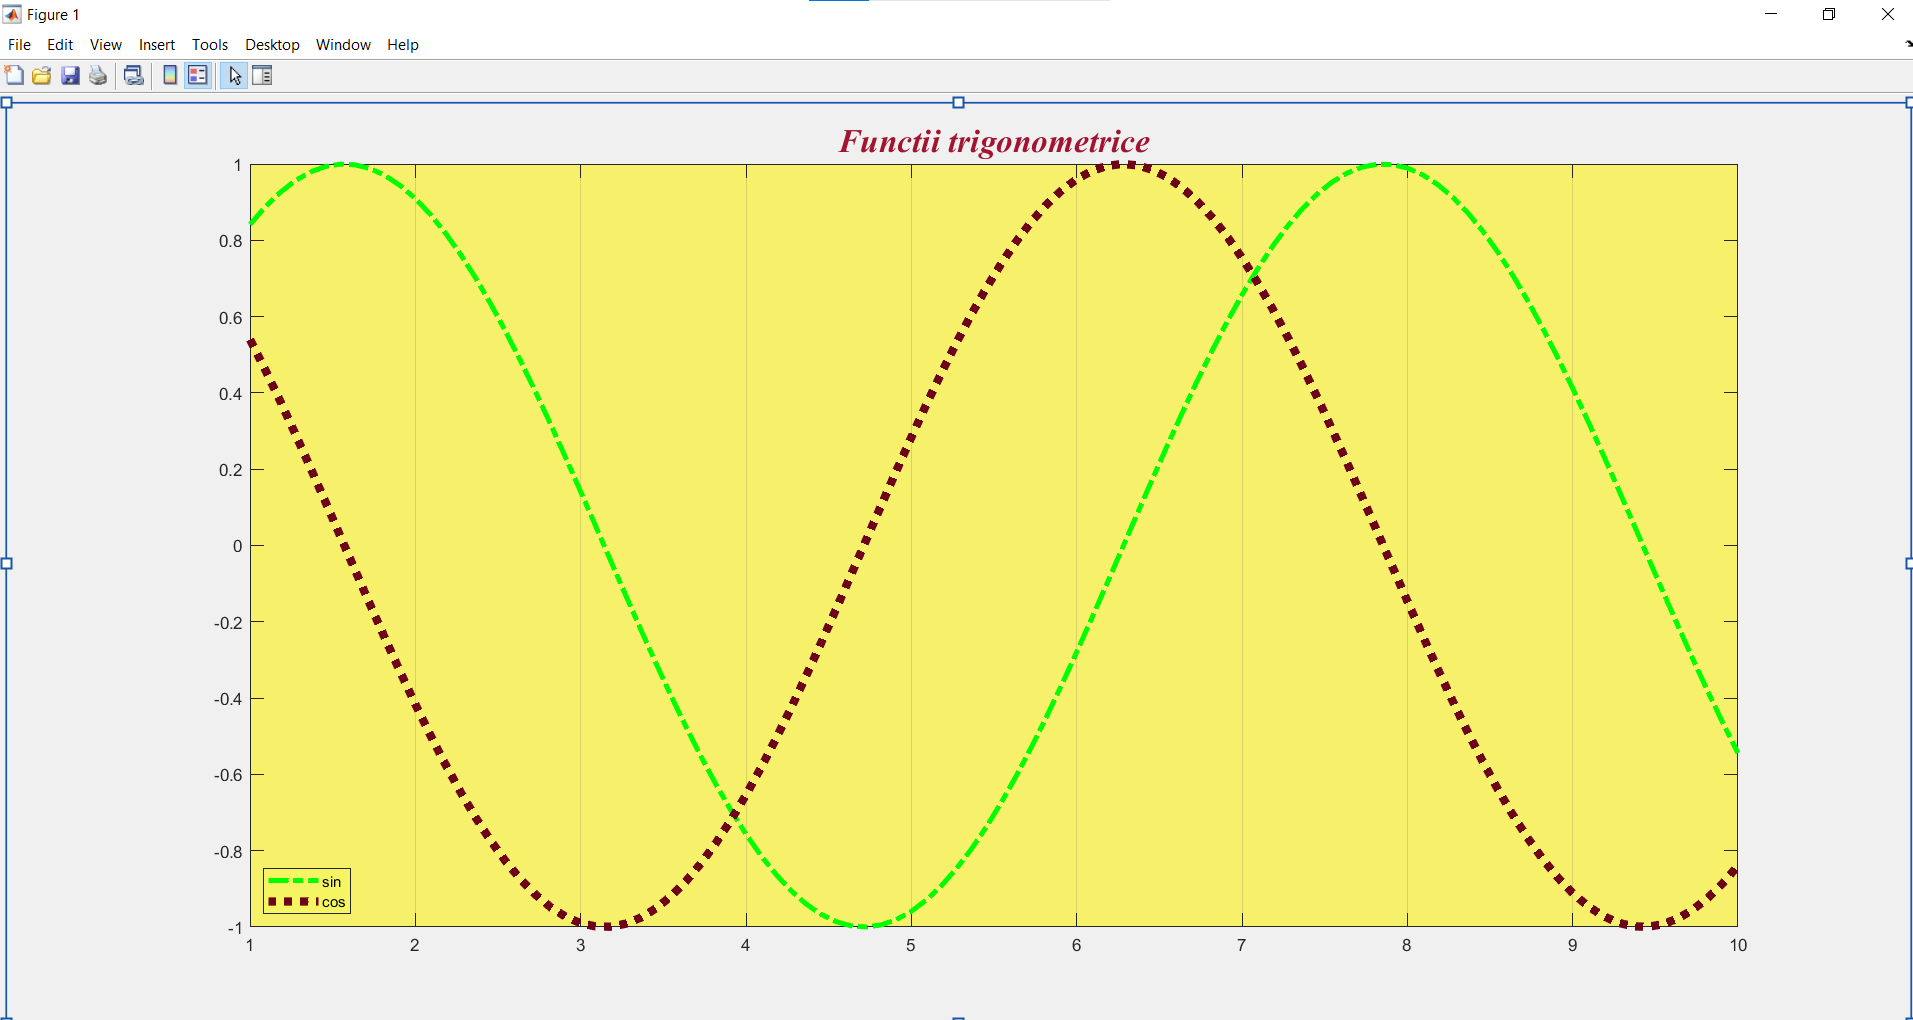 Figure 1
File Edit View Insert Tools Desktop Window Help
Functii trigonometrice
1
0.8
0.6
0.4
0.2
0
-0.2
-0.4
-0.6
-0.8
-1
sin
cos
1 2 3 4 5 6 7 8 9 10